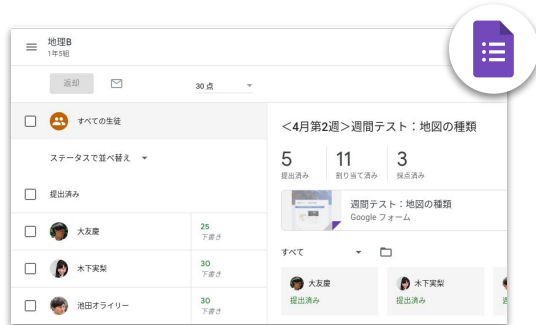 地理B
1年5組
返却
30 点
すべての生徒
ステータスで並べ替え
提出済み
大友慶
25
下書き
木下実梨
30
下書き
池田オライリー
30
下書き
<4月第2週>週間テスト：地図の種類
5
提出済み
11
割り当て済み
3
採点済み
週間テスト：地図の種類
Google フォーム
すべて
大友慶
提出済み
木下実梨
提出済み